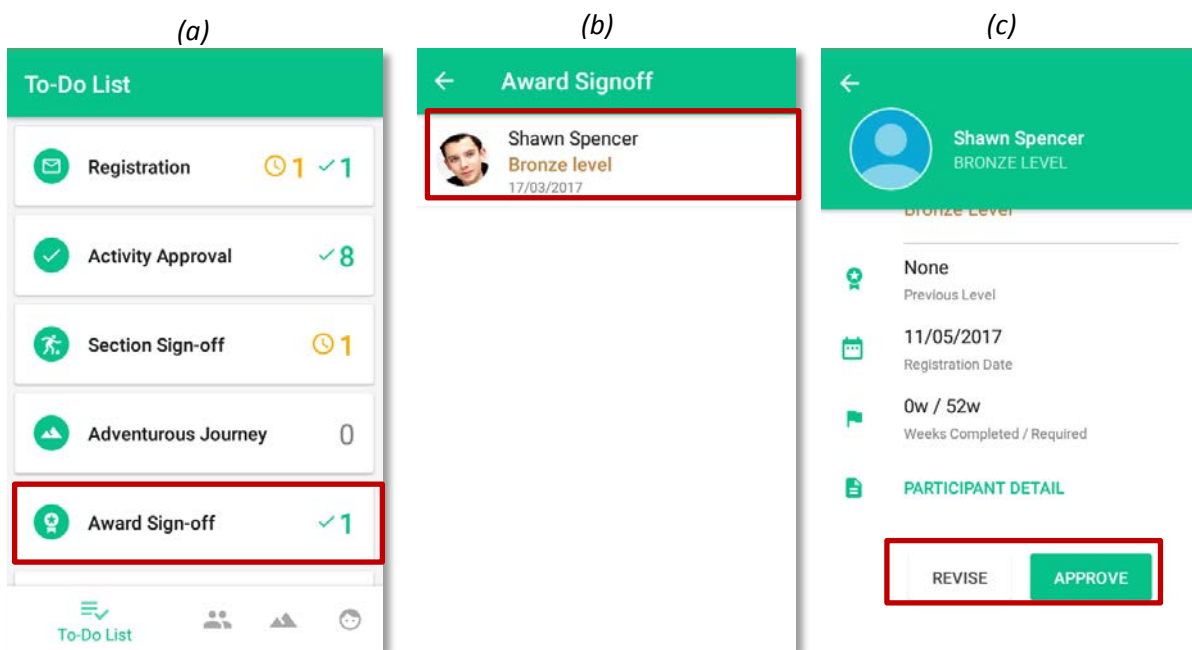 (a)
To-Do List
Registration 1 1
Activity Approval 8
Section Sign-off 1
Adventurous Journey 0
Award Sign-off 1
To-Do List
(b)
Award Signoff
Shawn Spencer
Bronze level
17/03/2017
(c)
Shawn Spencer
BRONZE LEVEL
Bronze Level
None
Previous Level
11/05/2017
Registration Date
0w / 52w
Weeks Completed / Required
PARTICIPANT DETAIL
REVISE APPROVE